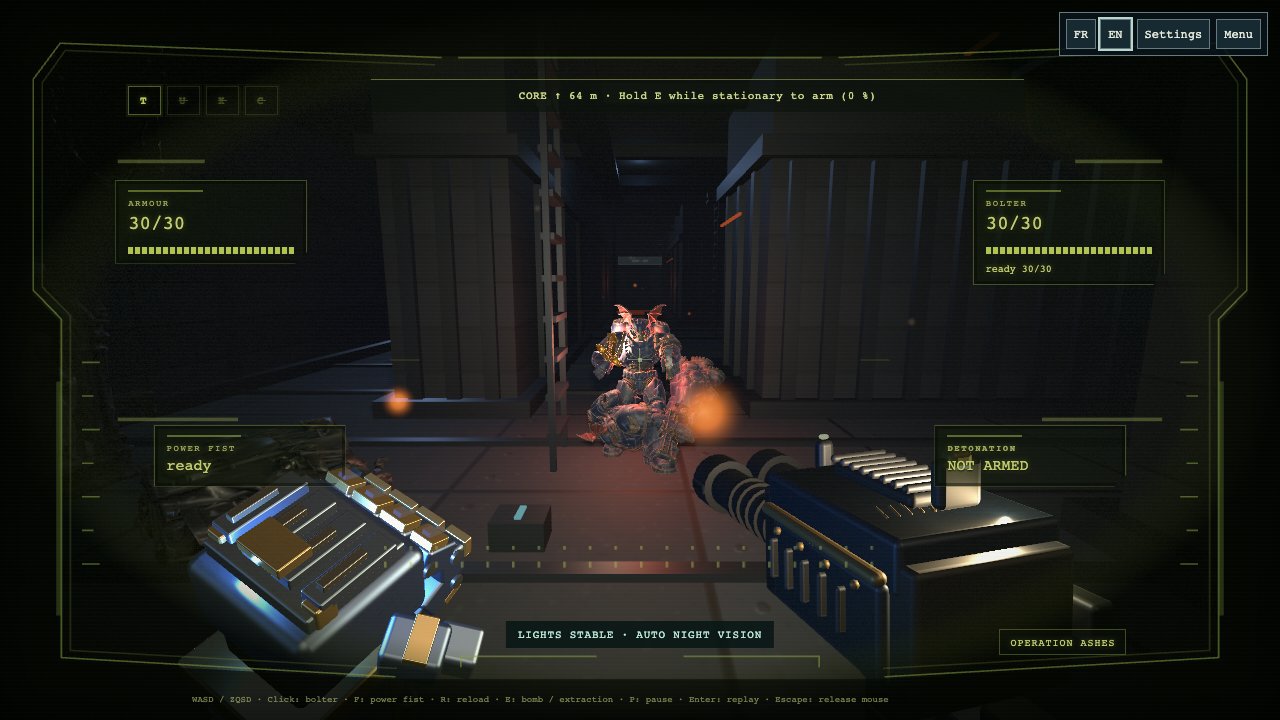 FR EN Settings Menu
CORE ↑ 64 m · Hold E while stationary to arm (0 %)
T
ARMOUR
30/30
BOLTER
30/30
ready 30/30
POWER FIST
ready
DETONATION
NOT ARMED
LIGHTS STABLE · AUTO NIGHT VISION
OPERATION ASHES
WASD / ZQSD · Click: bolter · F: power fist · R: reload · E: bomb / extraction · P: pause · Enter: replay · Escape: release mouse